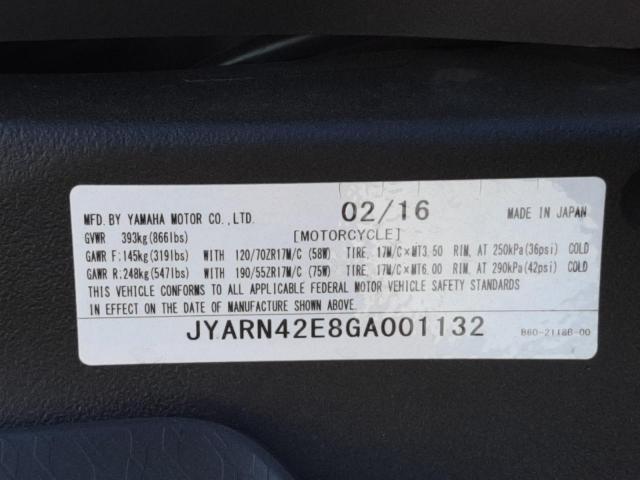 02/16
MFD. BY YAMAHA MOTOR CO., LTD. MADE IN JAPAN
GVWR 393kg(866lbs) [MOTORCYCLE]
GAWR F:145kg(319lbs) WITH 120/70ZR17M/C (58W) TIRE, 17M/C×MT3.50 RIM, AT 250kPa(36psi) COLD
GAWR R:248kg(547lbs) WITH 190/55ZR17M/C (75W) TIRE, 17M/C×MT6.00 RIM, AT 290kPa(42psi) COLD
THIS VEHICLE CONFORMS TO ALL APPLICABLE FEDERAL MOTOR VEHICLE SAFETY STANDARDS
IN EFFECT ON THE DATE OF MANUFACTURE SHOWN ABOVE.
JYARN42E8GA001132 B60-2118B-00